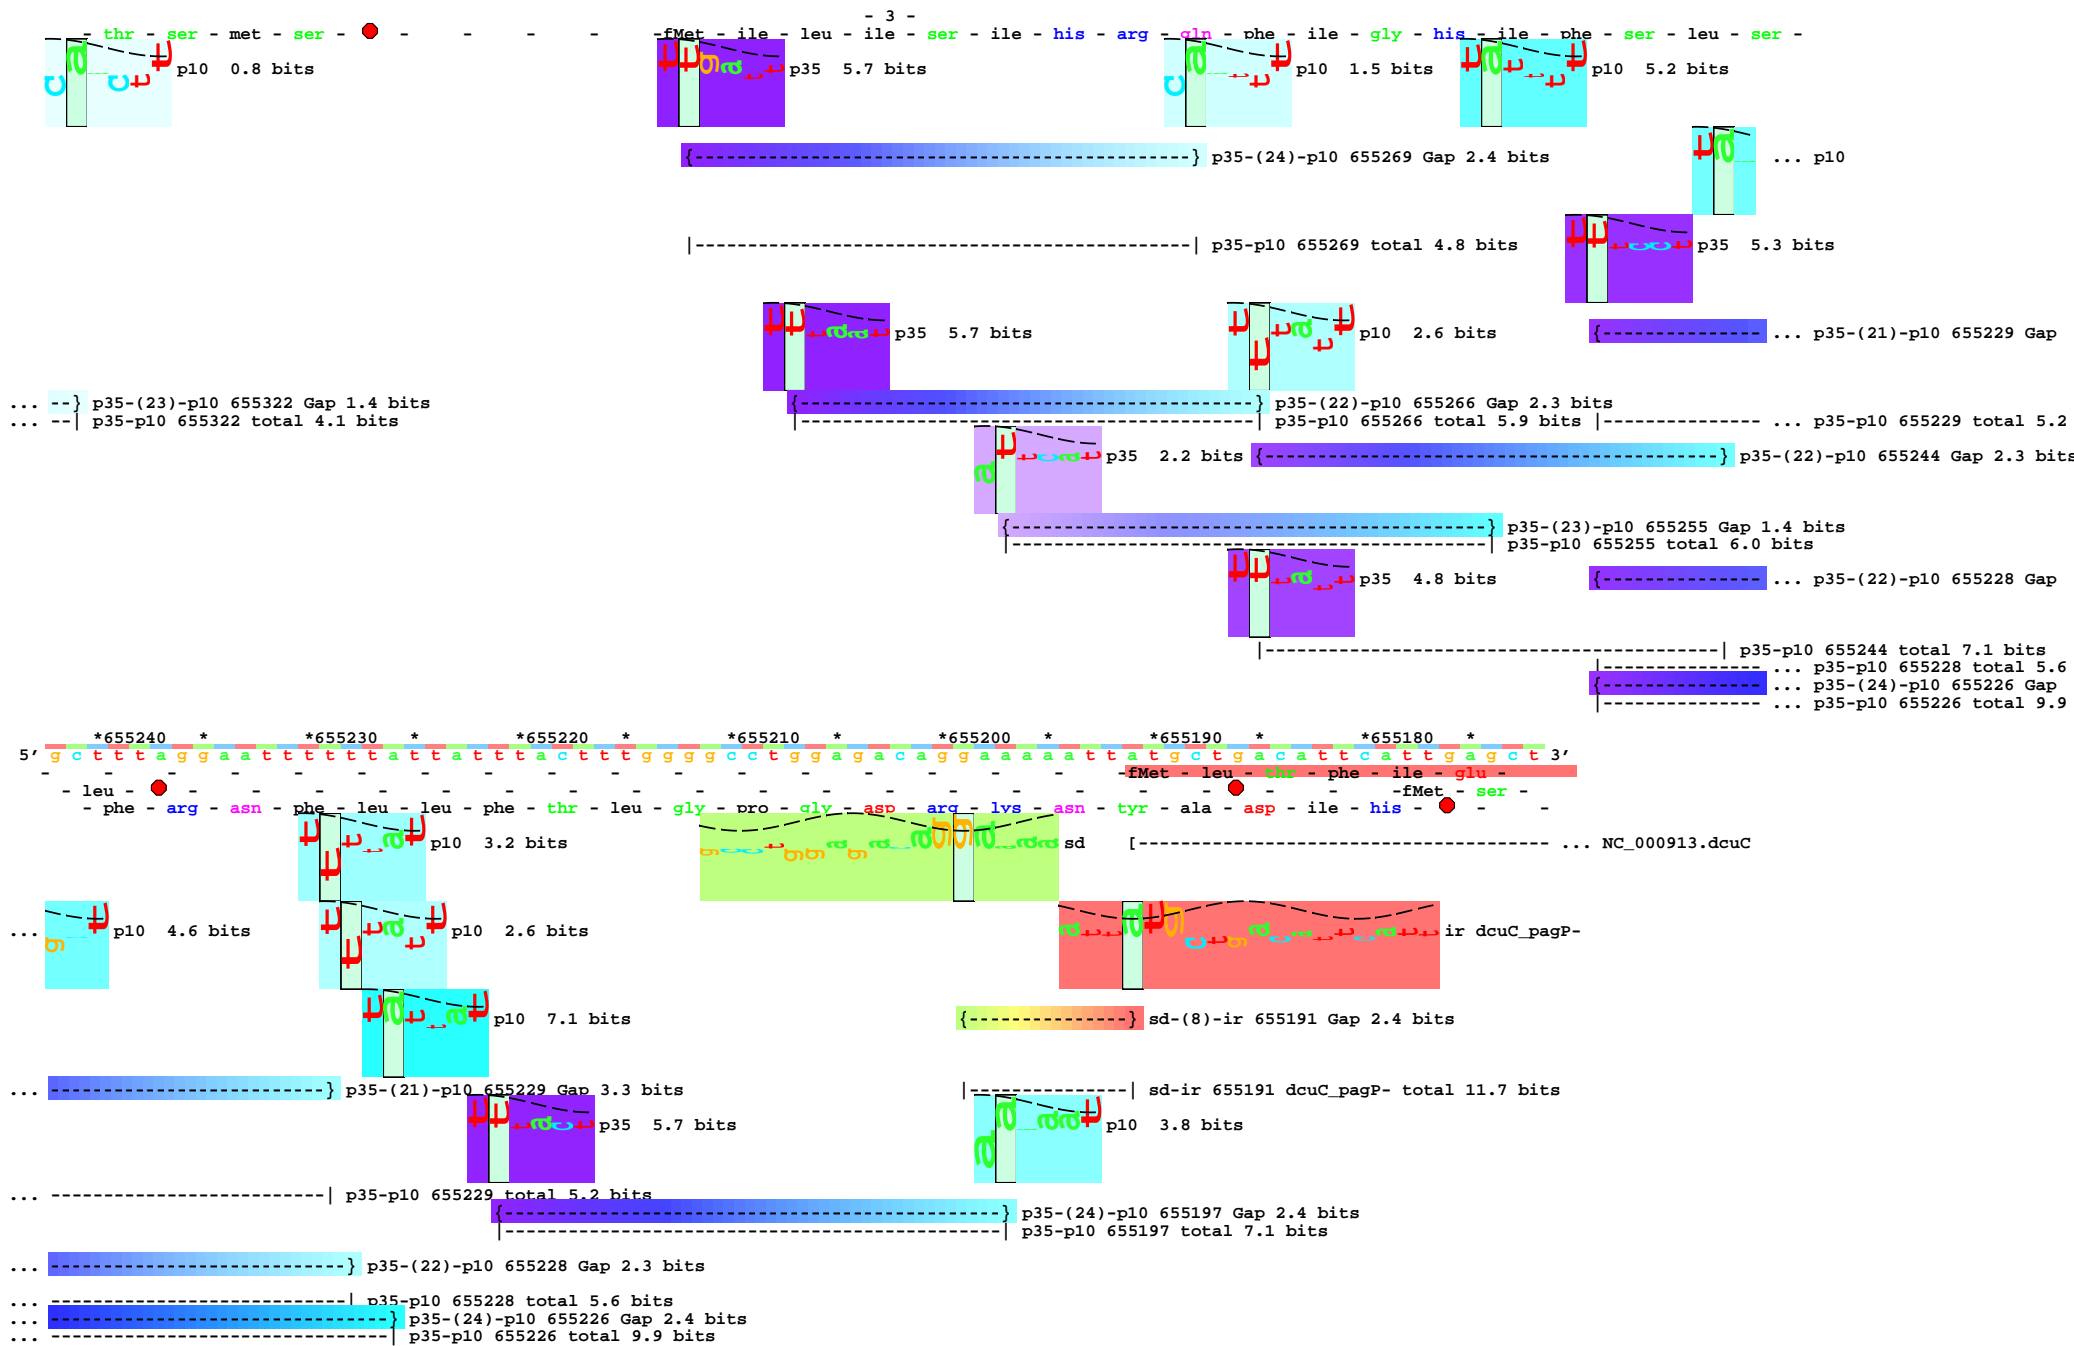 - 3 -
- thr - ser - met - ser - - - - - -fMet - ile - leu - ile - ser - ile - his - arg - gln - phe - ile - gly - his - ile - phe - ser - leu - ser -
p10 0.8 bits p35 5.7 bits p10 1.5 bits p10 5.2 bits
{----------------------------------------------} p35-(24)-p10 655269 Gap 2.4 bits ... p10
|----------------------------------------------| p35-p10 655269 total 4.8 bits p35 5.3 bits
p35 5.7 bits p10 2.6 bits {--------------- ... p35-(21)-p10 655229 Gap
... --} p35-(23)-p10 655322 Gap 1.4 bits {------------------------------------------} p35-(22)-p10 655266 Gap 2.3 bits
... --| p35-p10 655322 total 4.1 bits |------------------------------------------| p35-p10 655266 total 5.9 bits |--------------- ... p35-p10 655229 total 5.2
p35 2.2 bits {------------------------------------------} p35-(22)-p10 655244 Gap 2.3 bits
{--------------------------------------------} p35-(23)-p10 655255 Gap 1.4 bits
|--------------------------------------------| p35-p10 655255 total 6.0 bits
p35 4.8 bits {--------------- ... p35-(22)-p10 655228 Gap
|------------------------------------------| p35-p10 655244 total 7.1 bits
|--------------- ... p35-p10 655228 total 5.6
{--------------- ... p35-(24)-p10 655226 Gap
|--------------- ... p35-p10 655226 total 9.9
*655240 * *655230 * *655220 * *655210 * *655200 * *655190 * *655180 *
5' g c t t t a g g a a t t t t t t a t t a t t t a c t t t g g g g c c t g g a g a c a g g a a a a a t t a t g c t g a c a t t c a t t g a g c t 3'
- - - - - - - - - - - - - - - - - -fMet - leu - thr - phe - ile - glu -
- leu - - - - - - - - - - - - - - - - - - - - -fMet - ser -
- phe - arg - asn - phe - leu - leu - phe - thr - leu - gly - pro - gly - asp - arg - lys - asn - tyr - ala - asp - ile - his - - -
p10 3.2 bits sd [-------------------------------------- ... NC_000913.dcuC
... p10 4.6 bits p10 2.6 bits ir dcuC_pagP-
p10 7.1 bits {---------------} sd-(8)-ir 655191 Gap 2.4 bits
... --------------------------} p35-(21)-p10 655229 Gap 3.3 bits |---------------| sd-ir 655191 dcuC_pagP- total 11.7 bits
p35 5.7 bits p10 3.8 bits
... --------------------------| p35-p10 655229 total 5.2 bits
{----------------------------------------------} p35-(24)-p10 655197 Gap 2.4 bits
|----------------------------------------------| p35-p10 655197 total 7.1 bits
... ----------------------------} p35-(22)-p10 655228 Gap 2.3 bits
... ----------------------------| p35-p10 655228 total 5.6 bits
... --------------------------------} p35-(24)-p10 655226 Gap 2.4 bits
... --------------------------------| p35-p10 655226 total 9.9 bits